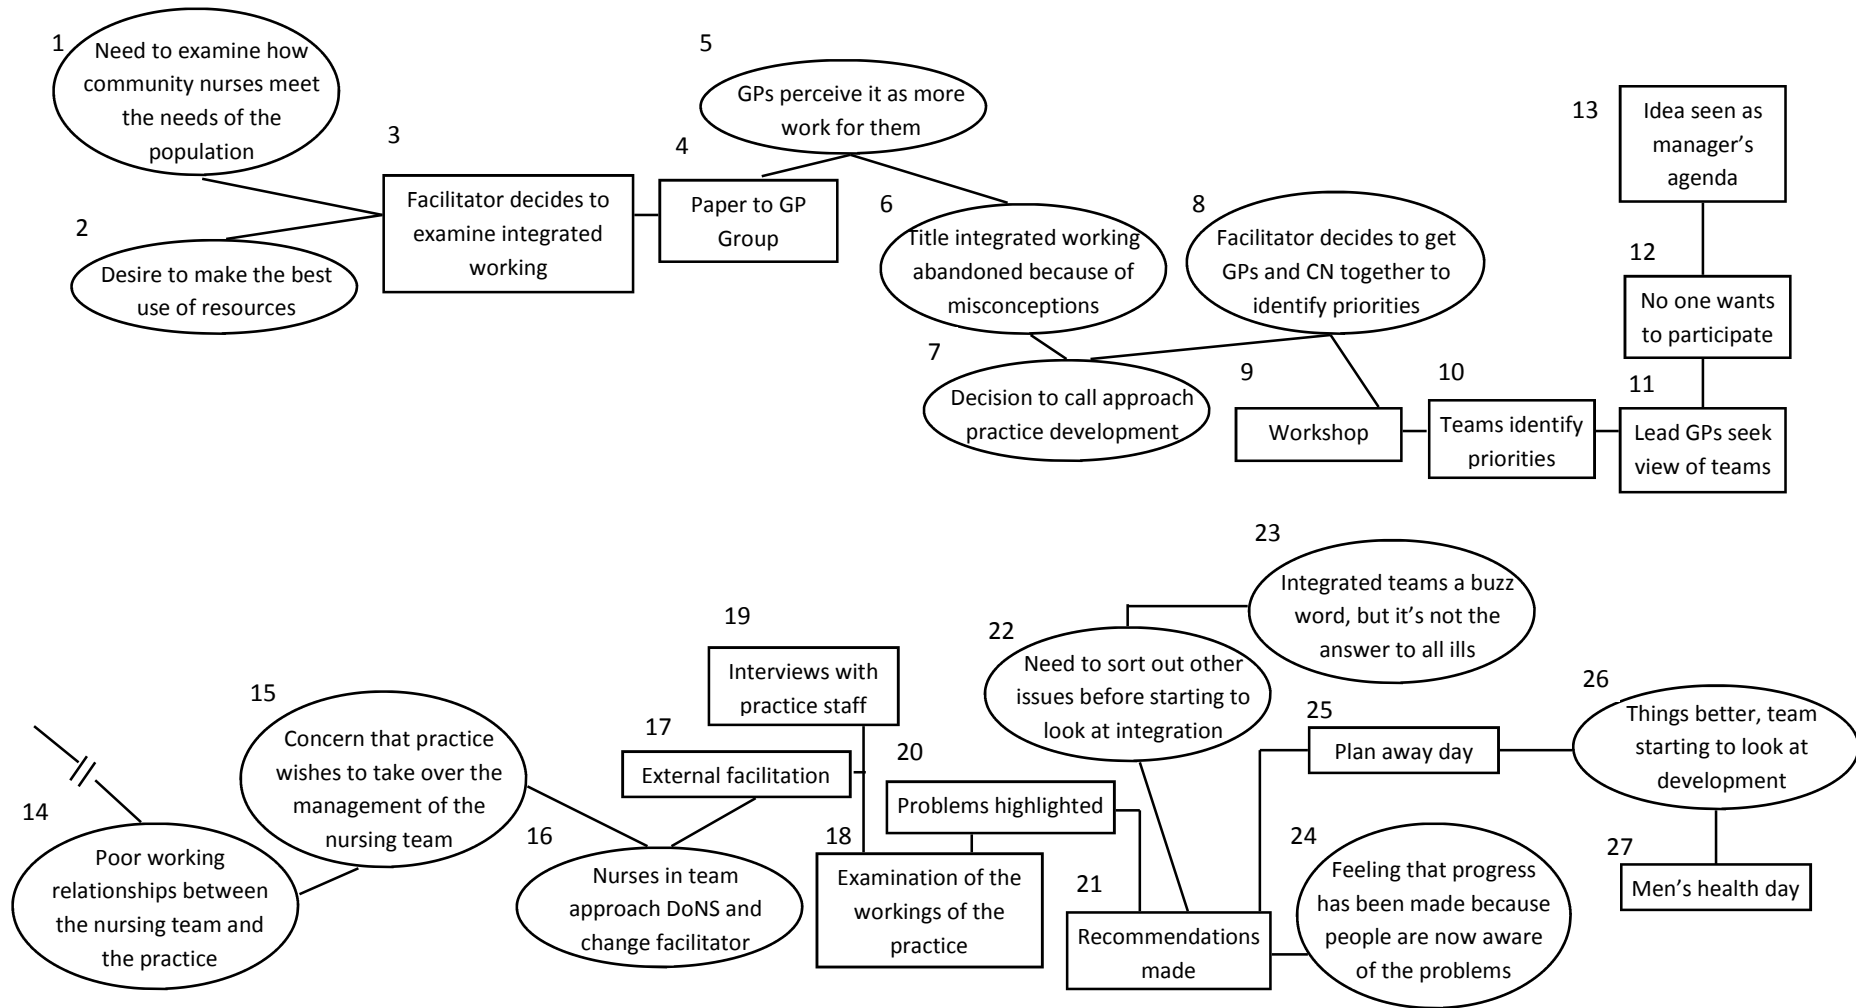 1
Need to examine how
community nurses meet
the needs of the
population
2
Desire to make the best
use of resources
3
Facilitator decides to
examine integrated
working
4
Paper to GP
Group
5
GPs perceive it as more
work for them
6
Title integrated working
abandoned because of
misconceptions
7
Decision to call approach
practice development
8
Facilitator decides to get
GPs and CN together to
identify priorities
9
Workshop
10
Teams identify
priorities
11
Lead GPs seek
view of teams
12
No one wants
to participate
13
Idea seen as
manager’s
agenda
14
Poor working
relationships between
the nursing team and
the practice
15
Concern that practice
wishes to take over the
management of the
nursing team
16
Nurses in team
approach DoNS and
change facilitator
17
External facilitation
18
Examination of the
workings of the
practice
19
Interviews with
practice staff
20
Problems highlighted
21
Recommendations
made
22
Need to sort out other
issues before starting to
look at integration
23
Integrated teams a buzz
word, but it’s not the
answer to all ills
24
Feeling that progress
has been made because
people are now aware
of the problems
25
Plan away day
26
Things better, team
starting to look at
development
27
Men’s health day